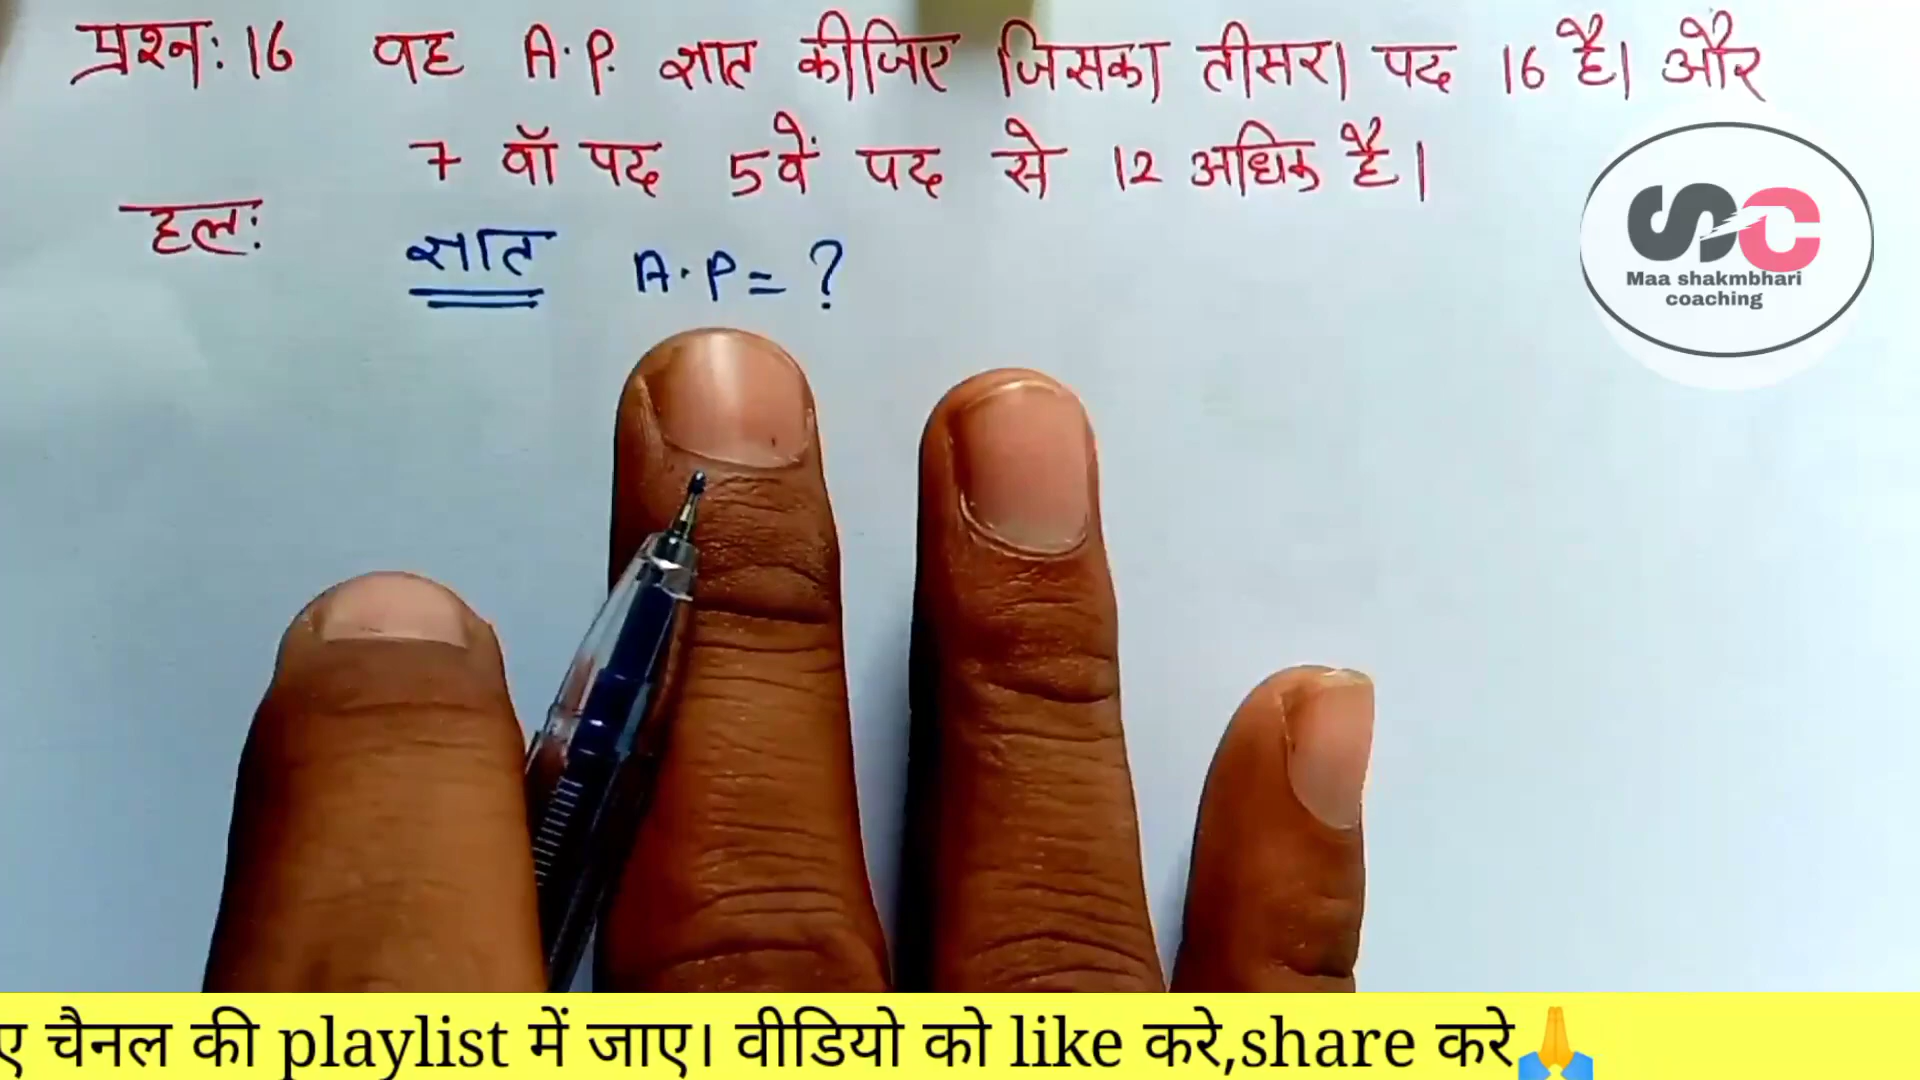 प्रश्न: 16 वह A.P. ज्ञात कीजिए जिसका तीसरा पद 16 है। और
7 वॉ पद 5वें पद से 12 अधिक है।
हल:
ज्ञात A.P = ?
Maa shakmbhari
coaching
ए चैनल की playlist में जाए। वीडियो को like करे,share करे🙏